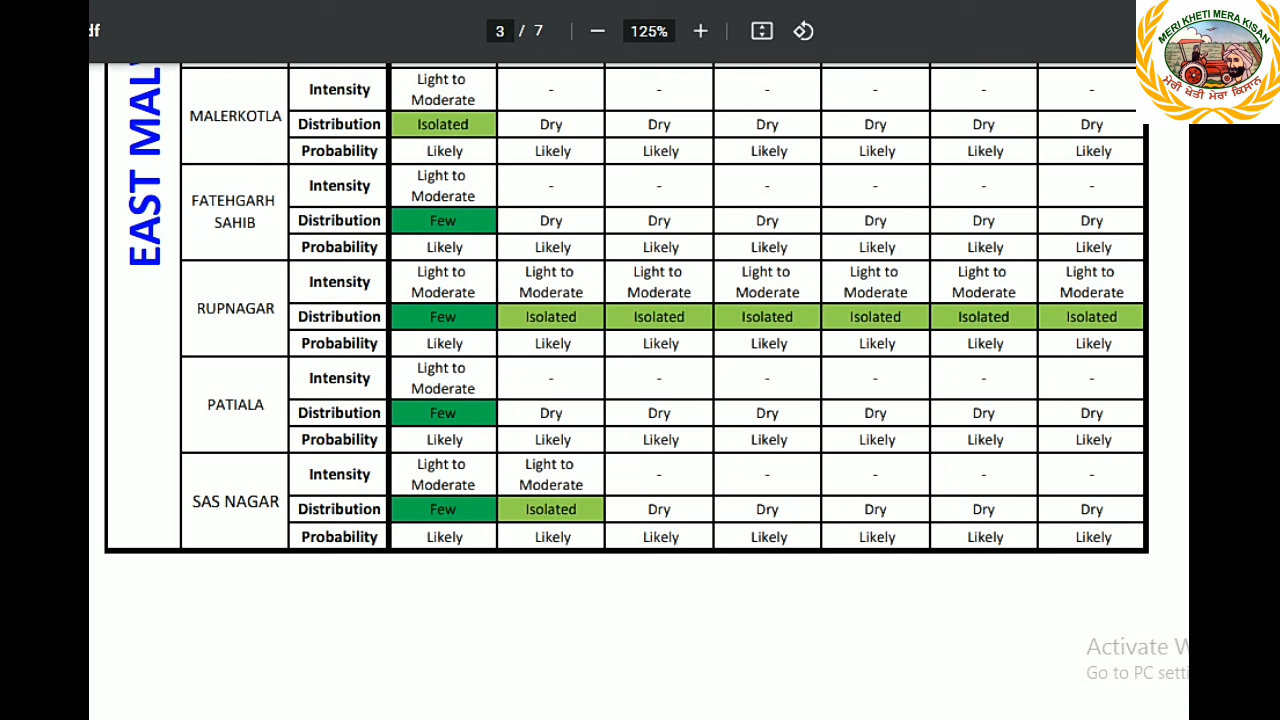 df
3 / 7
125%
MERI KHETI MERA KISAN
ਮੇਰੀ ਖੇਤੀ ਮੇਰਾ ਕਿਸਾਨ
EAST MAL
MALERKOTLA
Intensity Light to Moderate - - - - - -
Distribution Isolated Dry Dry Dry Dry Dry Dry
Probability Likely Likely Likely Likely Likely Likely Likely
FATEHGARH SAHIB
Intensity Light to Moderate - - - - - -
Distribution Few Dry Dry Dry Dry Dry Dry
Probability Likely Likely Likely Likely Likely Likely Likely
RUPNAGAR
Intensity Light to Moderate Light to Moderate Light to Moderate Light to Moderate Light to Moderate Light to Moderate Light to Moderate
Distribution Few Isolated Isolated Isolated Isolated Isolated Isolated
Probability Likely Likely Likely Likely Likely Likely Likely
PATIALA
Intensity Light to Moderate - - - - - -
Distribution Few Dry Dry Dry Dry Dry Dry
Probability Likely Likely Likely Likely Likely Likely Likely
SAS NAGAR
Intensity Light to Moderate Light to Moderate - - - - -
Distribution Few Isolated Dry Dry Dry Dry Dry
Probability Likely Likely Likely Likely Likely Likely Likely
Activate W
Go to PC setti